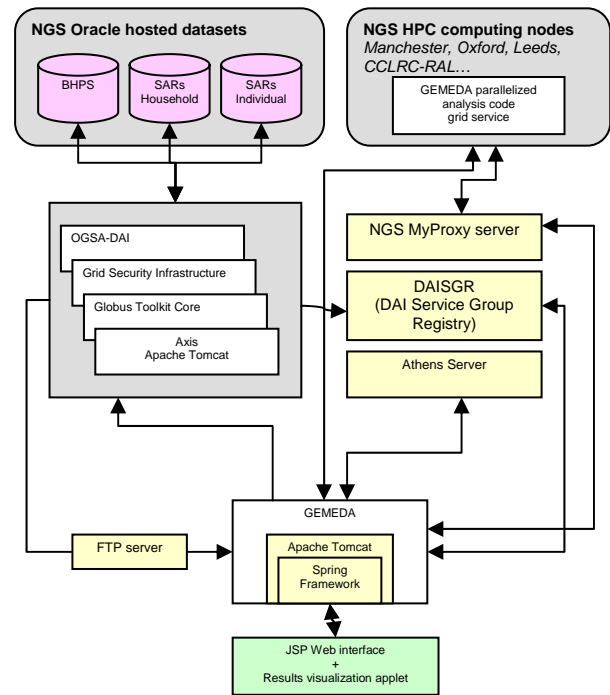 NGS Oracle hosted datasets
BHPS
SARs
Household
SARs
Individual
NGS HPC computing nodes
Manchester, Oxford, Leeds,
CCLRC-RAL…
GEMEDA parallelized
analysis code
grid service
OGSA-DAI
Grid Security Infrastructure
Globus Toolkit Core
Axis
Apache Tomcat
NGS MyProxy server
DAISGR
(DAI Service Group
Registry)
Athens Server
GEMEDA
Apache Tomcat
Spring
Framework
FTP server
JSP Web interface
+
Results visualization applet